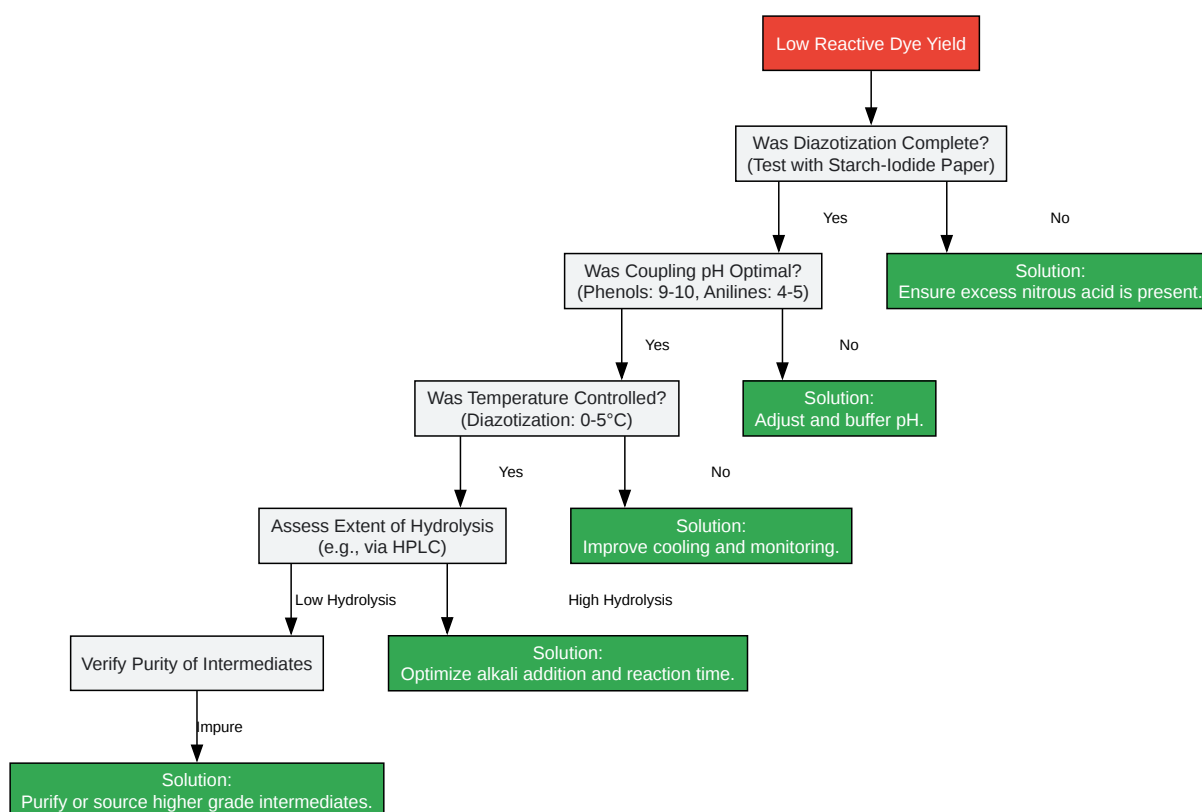 Low Reactive Dye Yield
Was Diazotization Complete?
(Test with Starch-Iodide Paper)
Yes
No
Was Coupling pH Optimal?
(Phenols: 9-10, Anilines: 4-5)
Solution:
Ensure excess nitrous acid is present.
Yes
No
Was Temperature Controlled?
(Diazotization: 0-5°C)
Solution:
Adjust and buffer pH.
Yes
No
Assess Extent of Hydrolysis
(e.g., via HPLC)
Solution:
Improve cooling and monitoring.
Low Hydrolysis
High Hydrolysis
Verify Purity of Intermediates
Solution:
Optimize alkali addition and reaction time.
Impure
Solution:
Purify or source higher grade intermediates.